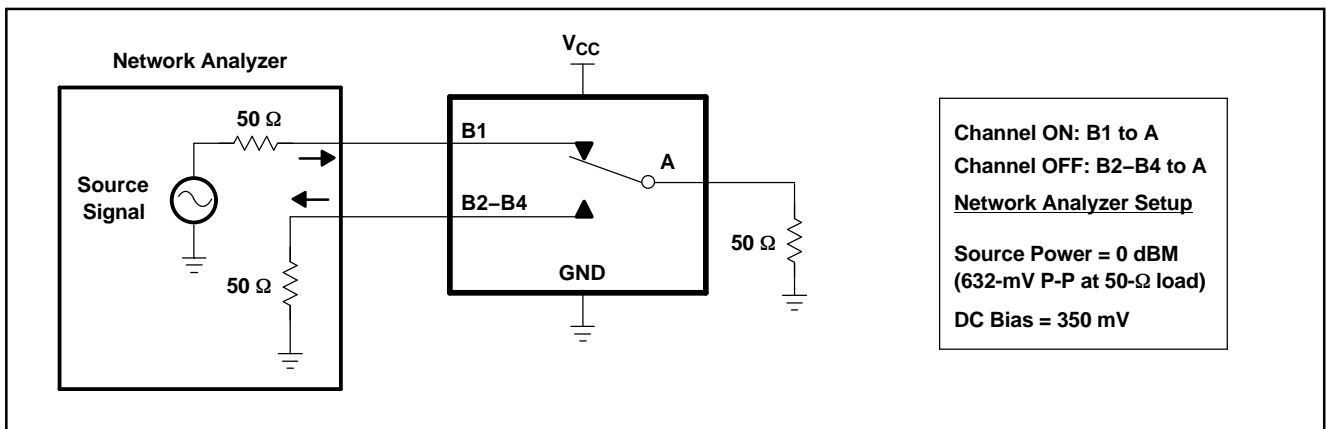 Network Analyzer
50 Ω
Source
Signal
50 Ω
VCC
B1
A
B2–B4
GND
50 Ω
Channel ON: B1 to A
Channel OFF: B2–B4 to A
Network Analyzer Setup
Source Power = 0 dBM
(632-mV P-P at 50-Ω load)
DC Bias = 350 mV